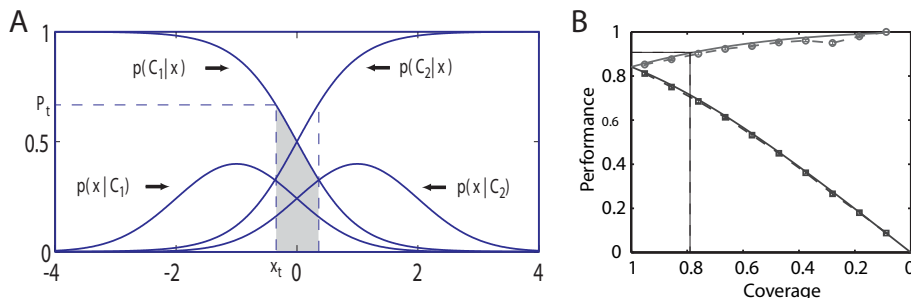 A
1
p(C₁|x)
p(C₂|x)
Pₜ
0.5
p(x|C₁)
p(x|C₂)
0
-4
-2
xₜ
0
2
4
B
1
0.8
0.6
0.4
0.2
0
Performance
1
0.8
0.6
0.4
0.2
0
Coverage